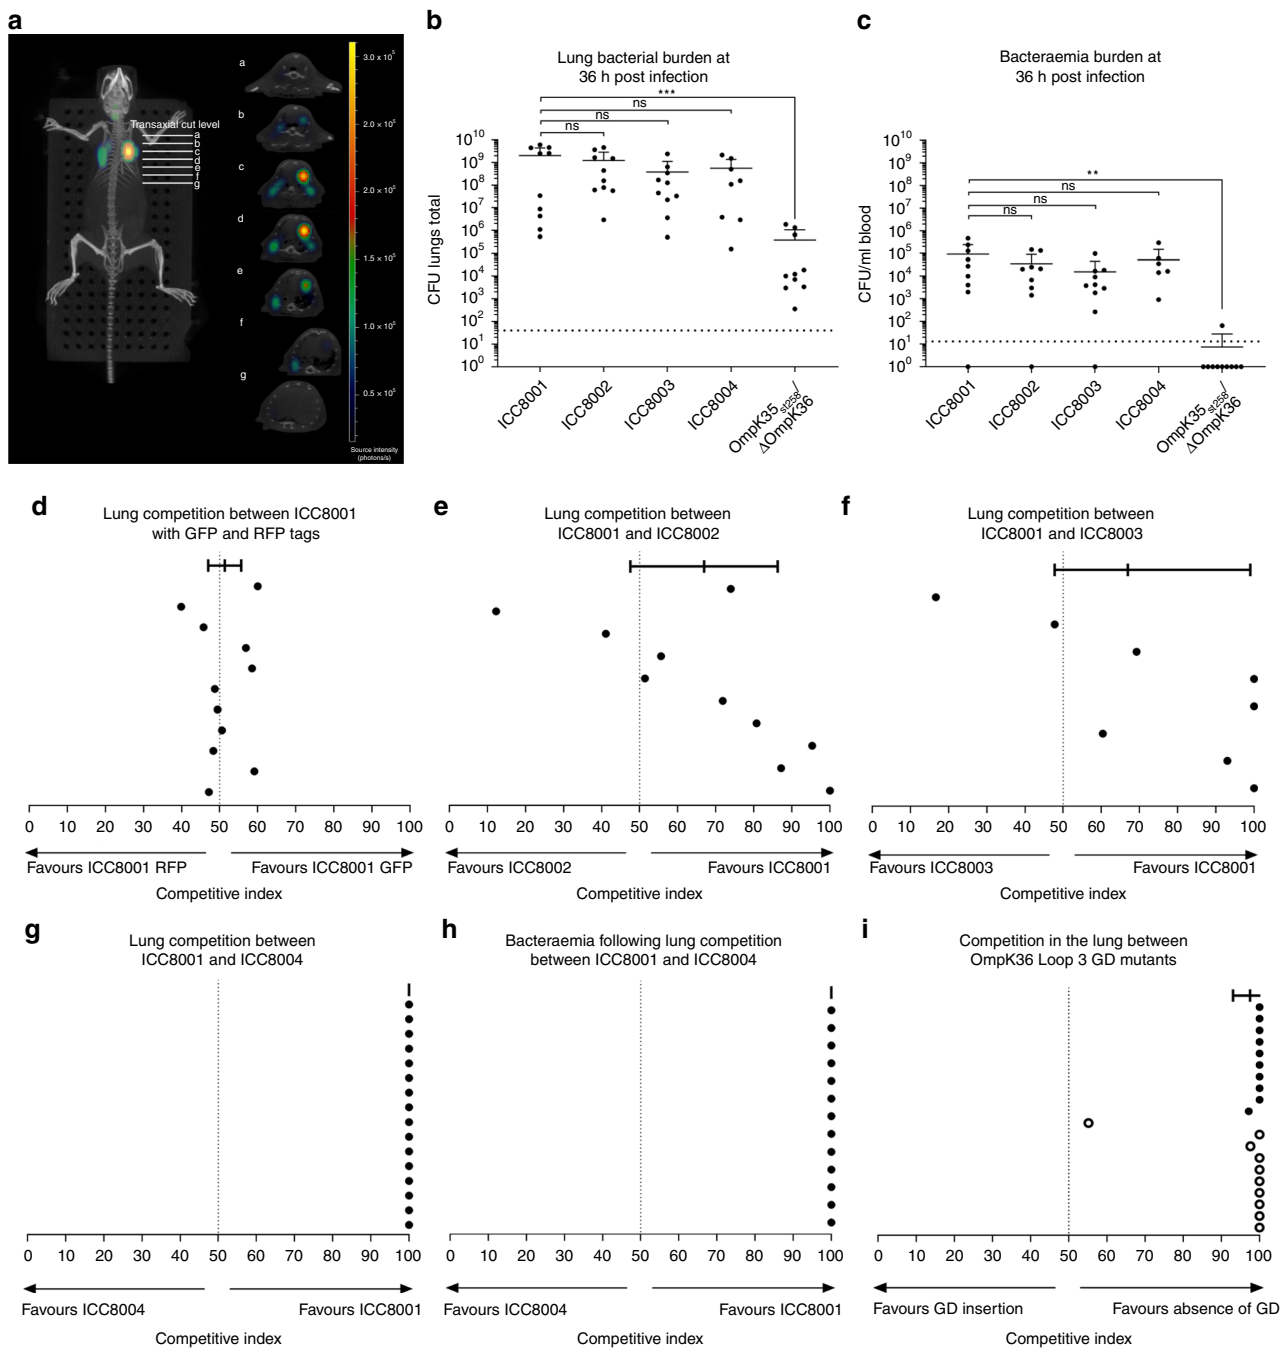 a
Transaxial cut level
a
b
c
d
e
f
g
a
b
c
d
e
f
g
3.0 × 10⁵
2.0 × 10⁵
2.0 × 10⁵
1.5 × 10⁵
1.0 × 10⁵
0.5 × 10⁵
Source intensity
(photons/s)
b
Lung bacterial burden at
36 h post infection
***
ns
ns
ns
CFU lungs total
10¹⁰
10⁹
10⁸
10⁷
10⁶
10⁵
10⁴
10³
10²
10¹
10⁰
ICC8001
ICC8002
ICC8003
ICC8004
OmpK35st258/
ΔOmpK36
c
Bacteraemia burden at
36 h post infection
**
ns
ns
ns
CFU/ml blood
10¹⁰
10⁹
10⁸
10⁷
10⁶
10⁵
10⁴
10³
10²
10¹
10⁰
ICC8001
ICC8002
ICC8003
ICC8004
OmpK35st258/
ΔOmpK36
d
Lung competition between ICC8001
with GFP and RFP tags
0 10 20 30 40 50 60 70 80 90 100
Favours ICC8001 RFP Favours ICC8001 GFP
Competitive index
e
Lung competition between
ICC8001 and ICC8002
0 10 20 30 40 50 60 70 80 90 100
Favours ICC8002 Favours ICC8001
Competitive index
f
Lung competition between
ICC8001 and ICC8003
0 10 20 30 40 50 60 70 80 90 100
Favours ICC8003 Favours ICC8001
Competitive index
g
Lung competition between
ICC8001 and ICC8004
0 10 20 30 40 50 60 70 80 90 100
Favours ICC8004 Favours ICC8001
Competitive index
h
Bacteraemia following lung competition
between ICC8001 and ICC8004
0 10 20 30 40 50 60 70 80 90 100
Favours ICC8004 Favours ICC8001
Competitive index
i
Competition in the lung between
OmpK36 Loop 3 GD mutants
0 10 20 30 40 50 60 70 80 90 100
Favours GD insertion Favours absence of GD
Competitive index